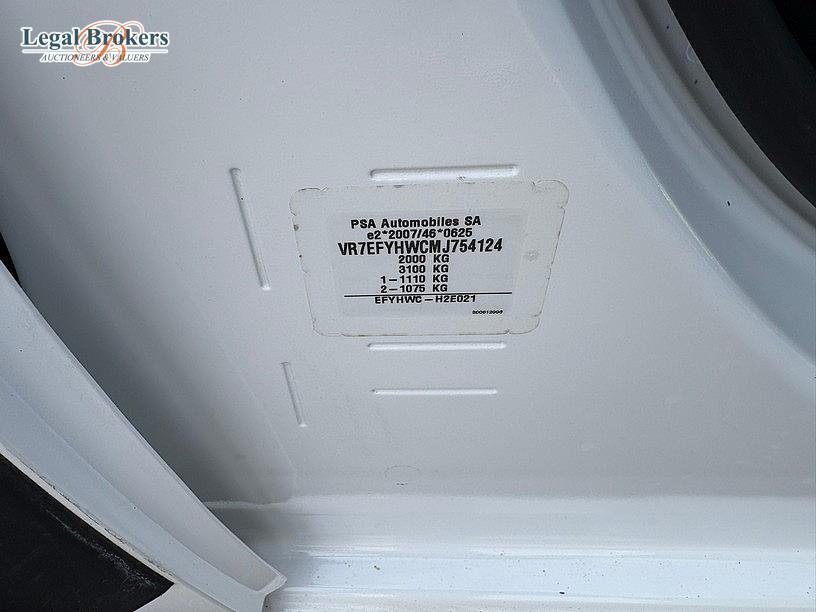 Legal Brokers
AUCTIONEERS & VALUERS
PSA Automobiles SA
e2*2007/46*0625
VR7EFYHWCMJ754124
2000 KG
3100 KG
1-1110 KG
2-1075 KG
EFYHWC-H2E021